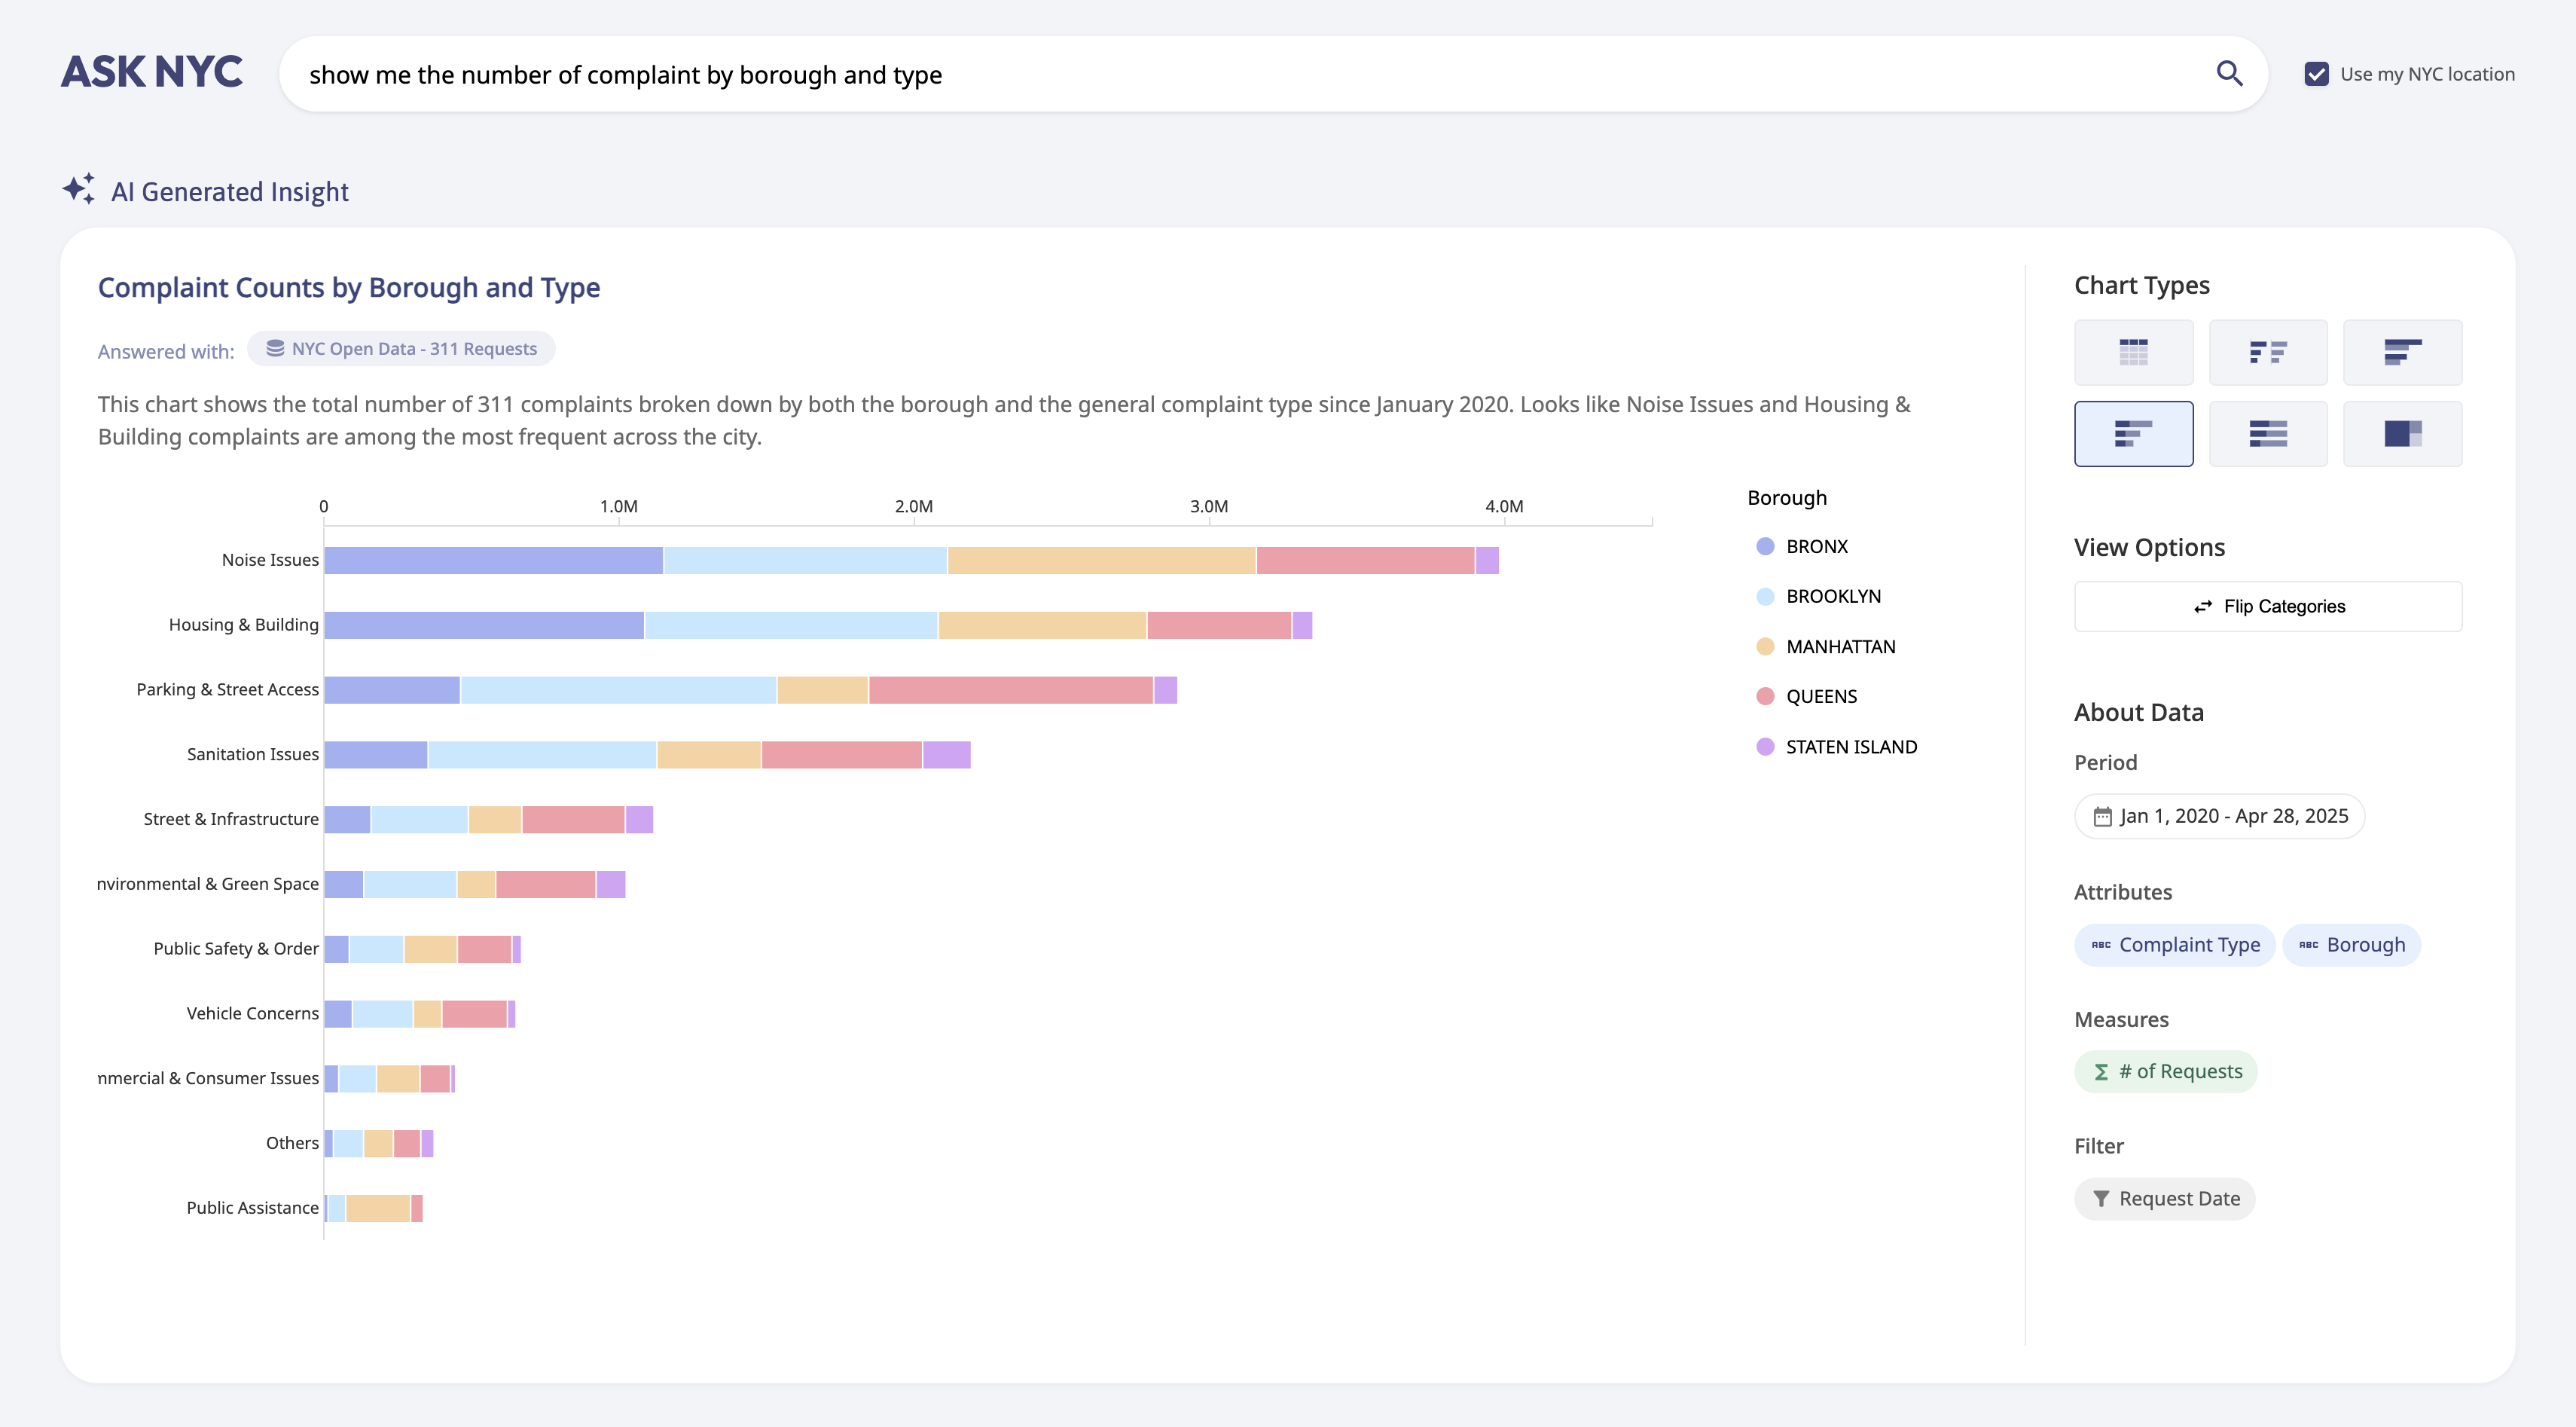 ASK NYC
show me the number of complaint by borough and type
Use my NYC location
AI Generated Insight
Complaint Counts by Borough and Type
Answered with:
NYC Open Data - 311 Requests
This chart shows the total number of 311 complaints broken down by both the borough and the general complaint type since January 2020. Looks like Noise Issues and Housing &
Building complaints are among the most frequent across the city.
0 1.0M 2.0M 3.0M 4.0M
Noise Issues
Housing & Building
Parking & Street Access
Sanitation Issues
Street & Infrastructure
nvironmental & Green Space
Public Safety & Order
Vehicle Concerns
mmercial & Consumer Issues
Others
Public Assistance
Borough
BRONX
BROOKLYN
MANHATTAN
QUEENS
STATEN ISLAND
Chart Types
View Options
Flip Categories
About Data
Period
Jan 1, 2020 - Apr 28, 2025
Attributes
ABC Complaint Type
ABC Borough
Measures
Σ # of Requests
Filter
Request Date